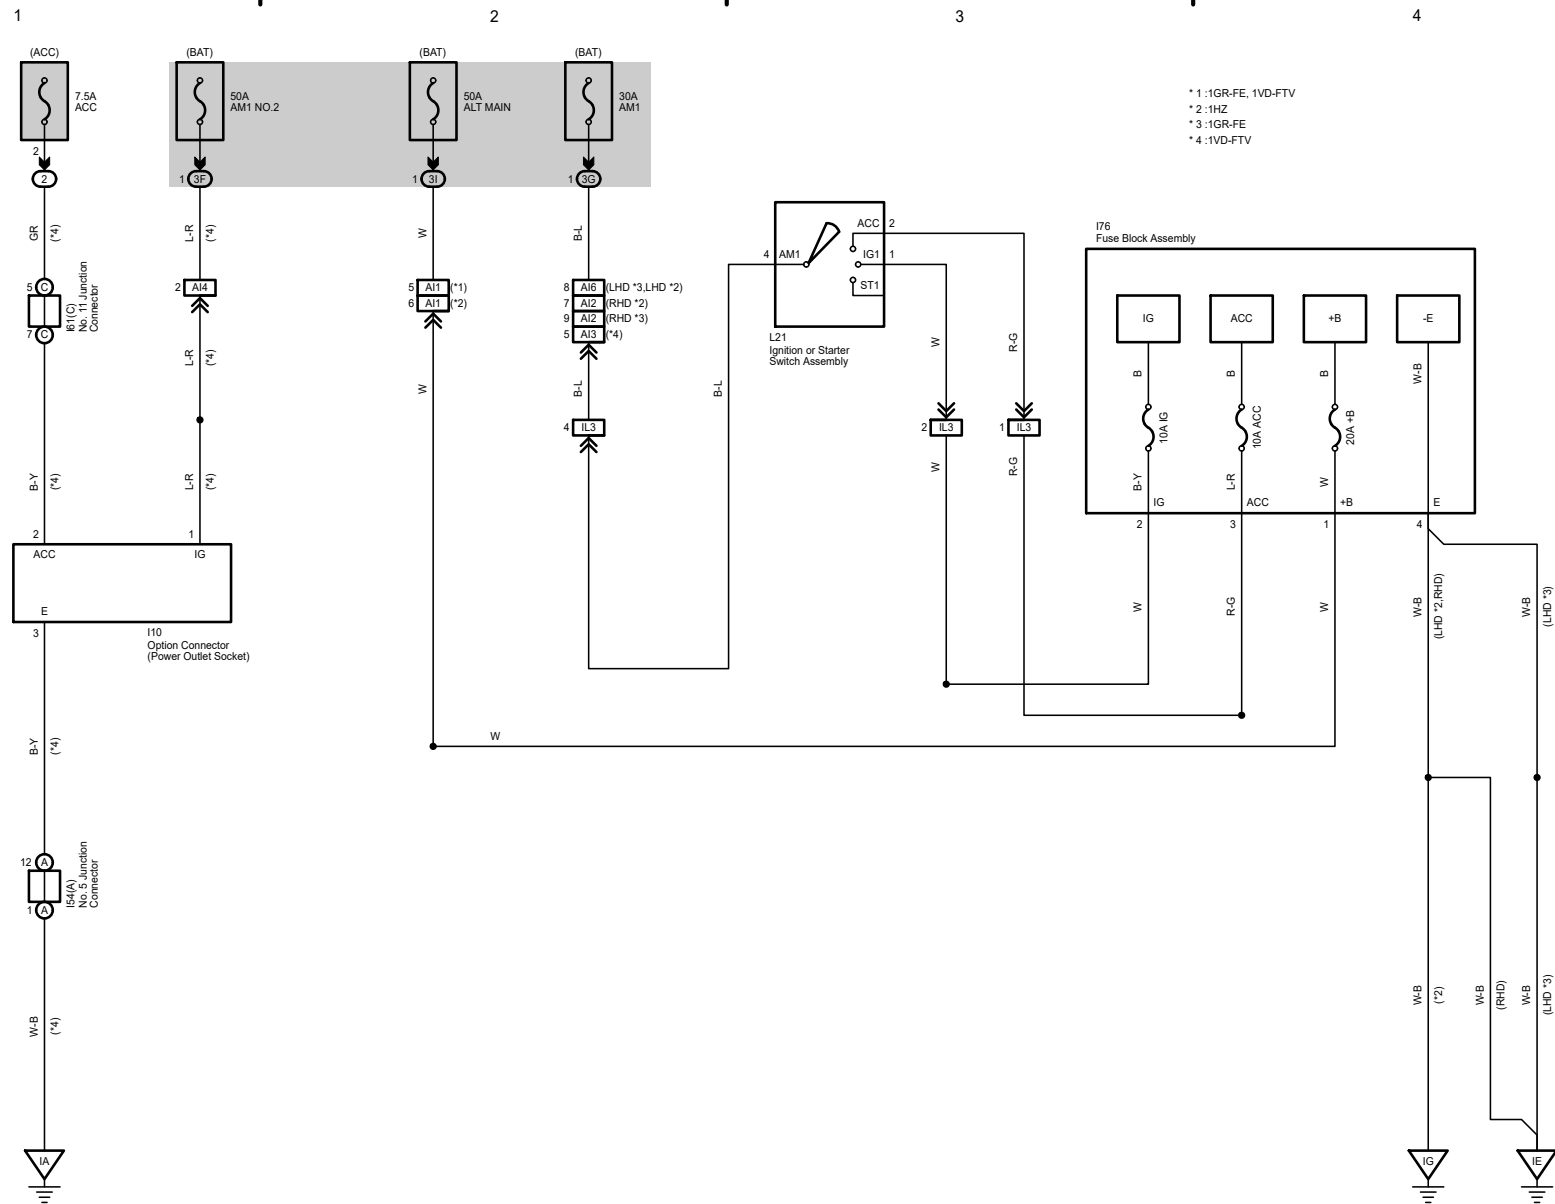 1
2
3
4
(ACC)
(BAT)
(BAT)
(BAT)
7.5A
ACC
50A
AM1 NO.2
50A
ALT MAIN
30A
AM1
* 1 :1GR-FE, 1VD-FTV
* 2 :1HZ
* 3 :1GR-FE
* 4 :1VD-FTV
2
2
1 3F
1 3I
1 3G
GR
(*4)
L-R
(*4)
W
B-L
4 AM1
ACC 2
IG1 1
ST1
L21
Ignition or Starter
Switch Assembly
I76
Fuse Block Assembly
5 C
7 C
I61(C)
No. 11 Junction
Connector
2 AI4
5 AI1 (*1)
6 AI1 (*2)
8 AI6 (LHD *3,LHD *2)
7 AI2 (RHD *2)
9 AI2 (RHD *3)
5 AI3 (*4)
IG
ACC
+B
-E
L-R
(*4)
W
B-L
B-L
W
R-G
B
B
B
W-B
10A IG
10A ACC
20A +B
4 IL3
2 IL3
1 IL3
B-Y
(*4)
L-R
(*4)
W
R-G
B-Y
L-R
W
IG
ACC
+B
E
2
3
1
4
2
1
ACC
IG
E
3
I10
Option Connector
(Power Outlet Socket)
W
R-G
W
W-B
(LHD *2,RHD)
W-B
(LHD *3)
B-Y
(*4)
W
12 A
1 A
I54(A)
No. 5 Junction
Connector
W-B
(*4)
W-B
(*2)
W-B
(RHD)
W-B
(LHD *3)
IA
IG
IE